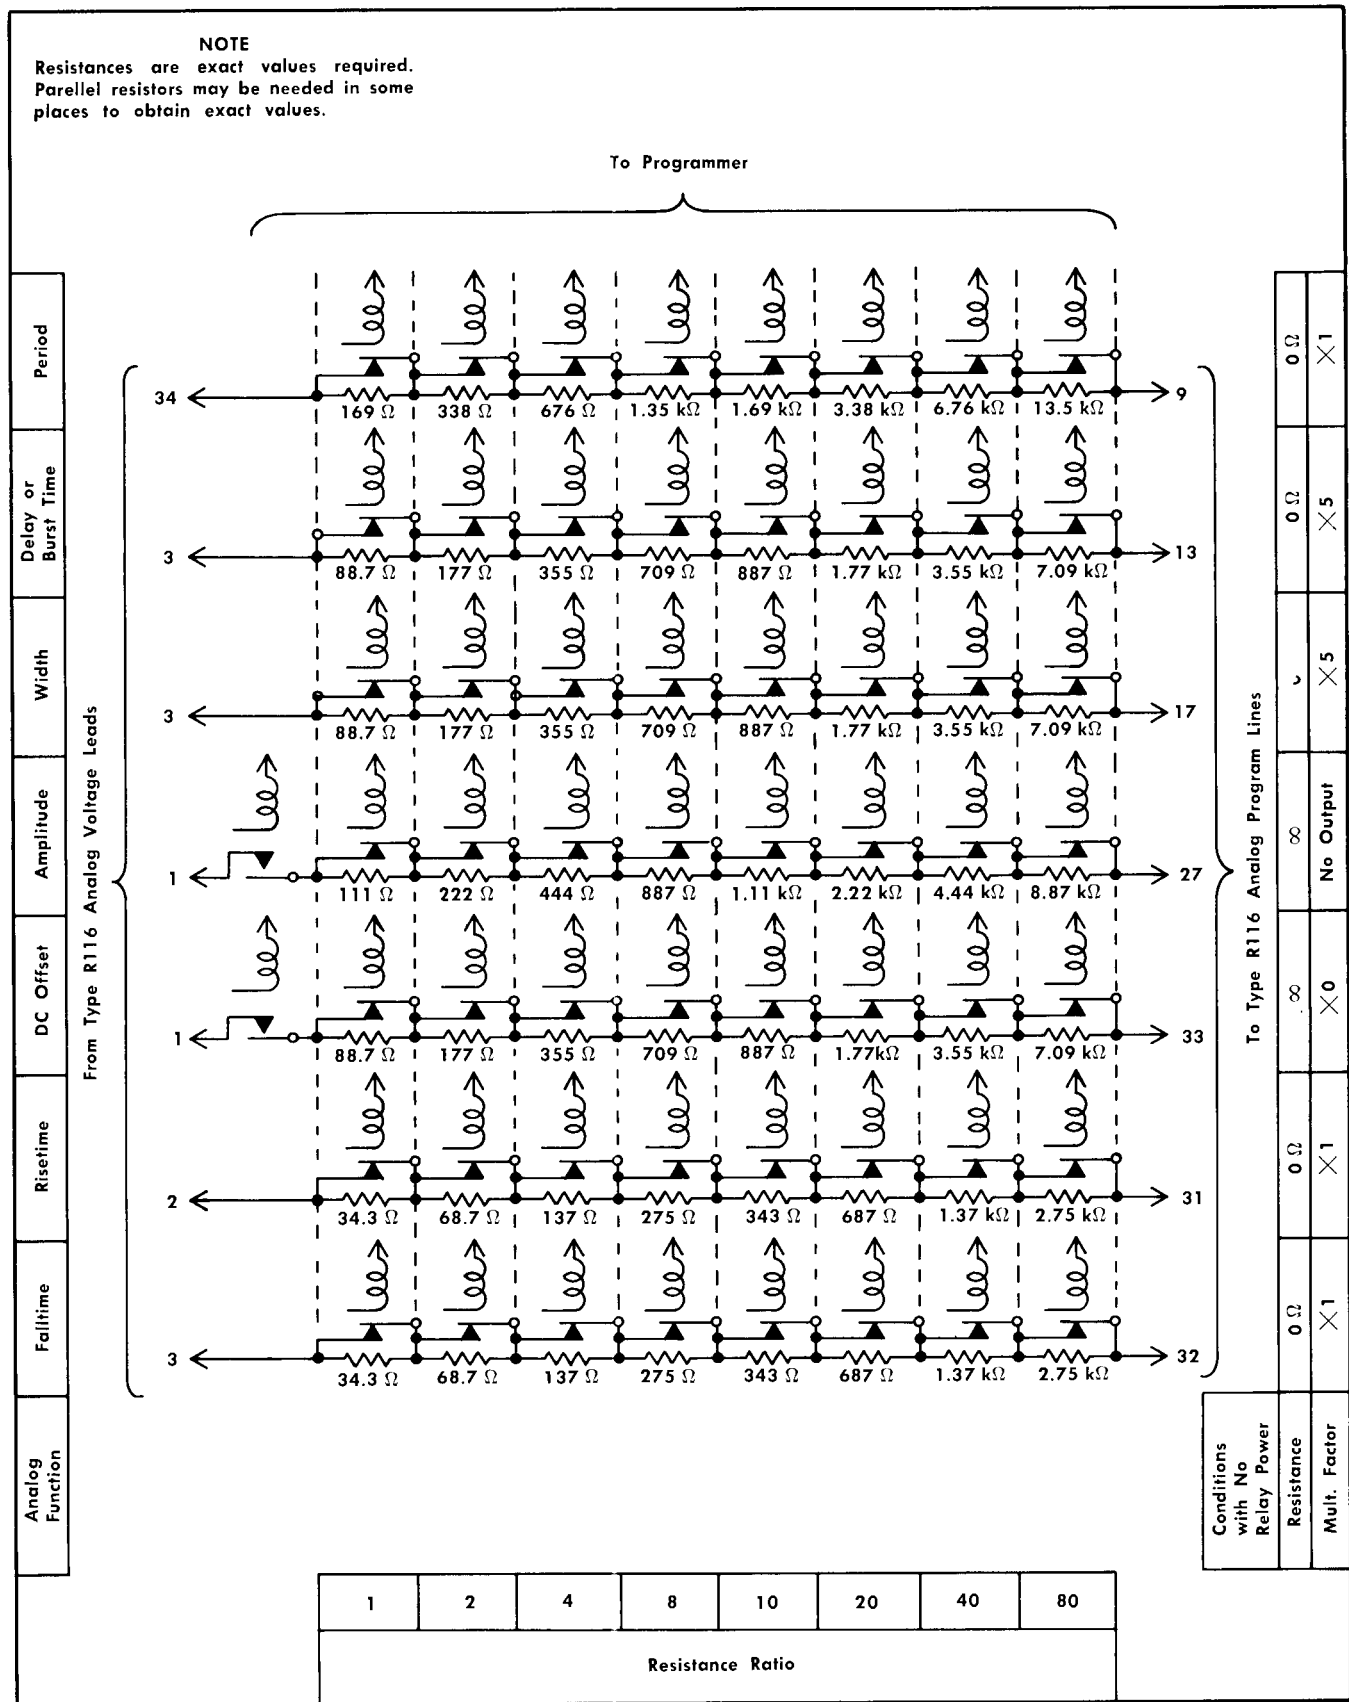 NOTE
Resistances are exact values required.
Parellel resistors may be needed in some
places to obtain exact values.
To Programmer
Period
34
169 Ω 338 Ω 676 Ω 1.35 kΩ 1.69 kΩ 3.38 kΩ 6.76 kΩ 13.5 kΩ
9
0 Ω
×1
Delay or
Burst Time
3
88.7 Ω 177 Ω 355 Ω 709 Ω 887 Ω 1.77 kΩ 3.55 kΩ 7.09 kΩ
13
0 Ω
×5
Width
3
88.7 Ω 177 Ω 355 Ω 709 Ω 887 Ω 1.77 kΩ 3.55 kΩ 7.09 kΩ
17
×5
From Type R116 Analog Voltage Leads
To Type R116 Analog Program Lines
Amplitude
1
111 Ω 222 Ω 444 Ω 887 Ω 1.11 kΩ 2.22 kΩ 4.44 kΩ 8.87 kΩ
27
∞
No Output
DC Offset
1
88.7 Ω 177 Ω 355 Ω 709 Ω 887 Ω 1.77kΩ 3.55 kΩ 7.09 kΩ
33
∞
×0
Risetime
2
34.3 Ω 68.7 Ω 137 Ω 275 Ω 343 Ω 687 Ω 1.37 kΩ 2.75 kΩ
31
0 Ω
×1
Falltime
3
34.3 Ω 68.7 Ω 137 Ω 275 Ω 343 Ω 687 Ω 1.37 kΩ 2.75 kΩ
32
0 Ω
×1
Analog
Function
Conditions
with No
Relay Power
Resistance
Mult. Factor
1 2 4 8 10 20 40 80
Resistance Ratio